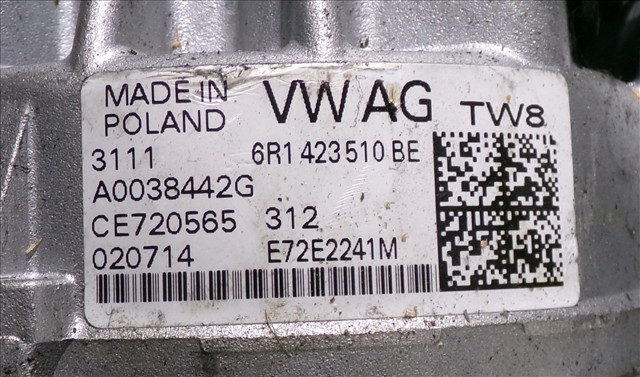 MADE IN POLAND VW AG TW8
3111 6R1 423 510 BE
A0038442G
CE720565 312
020714 E72E2241M